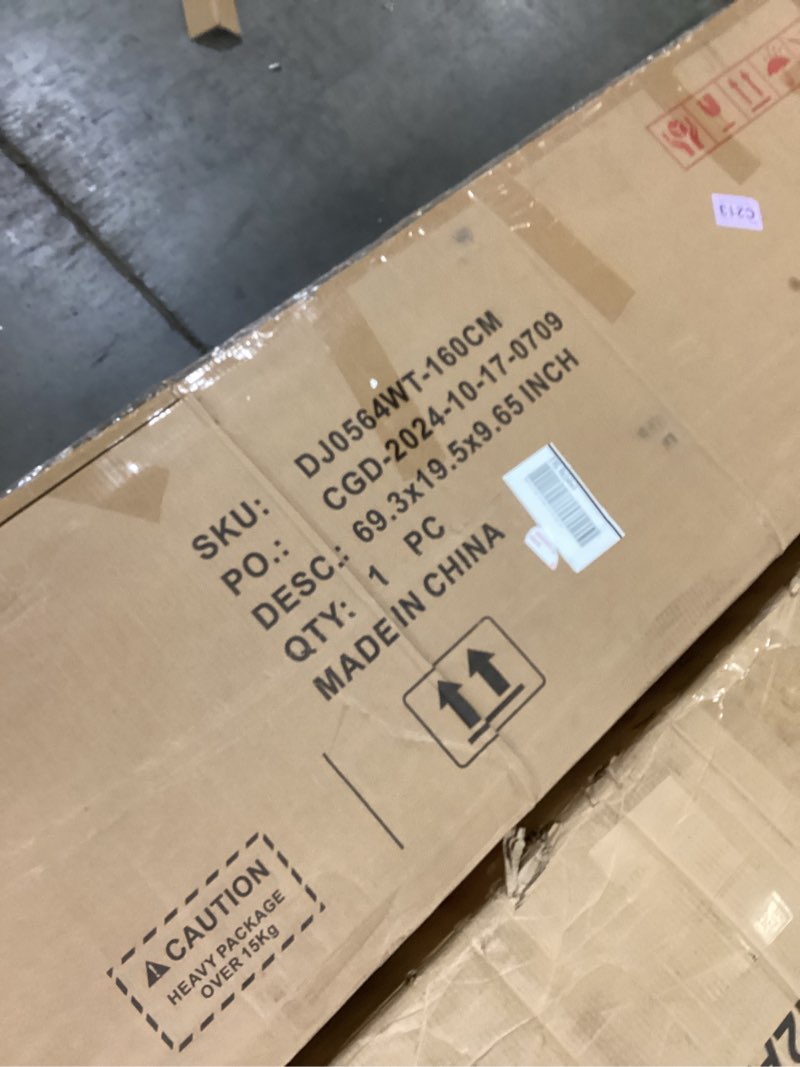 C213
SKU: DJ0564WT-160CM
PO.: CGD-2024-10-17-0709
DESC.: 69.3x19.5x9.65 INCH
QTY: 1 PC
MADE IN CHINA
CAUTION
HEAVY PACKAGE
OVER 15Kg